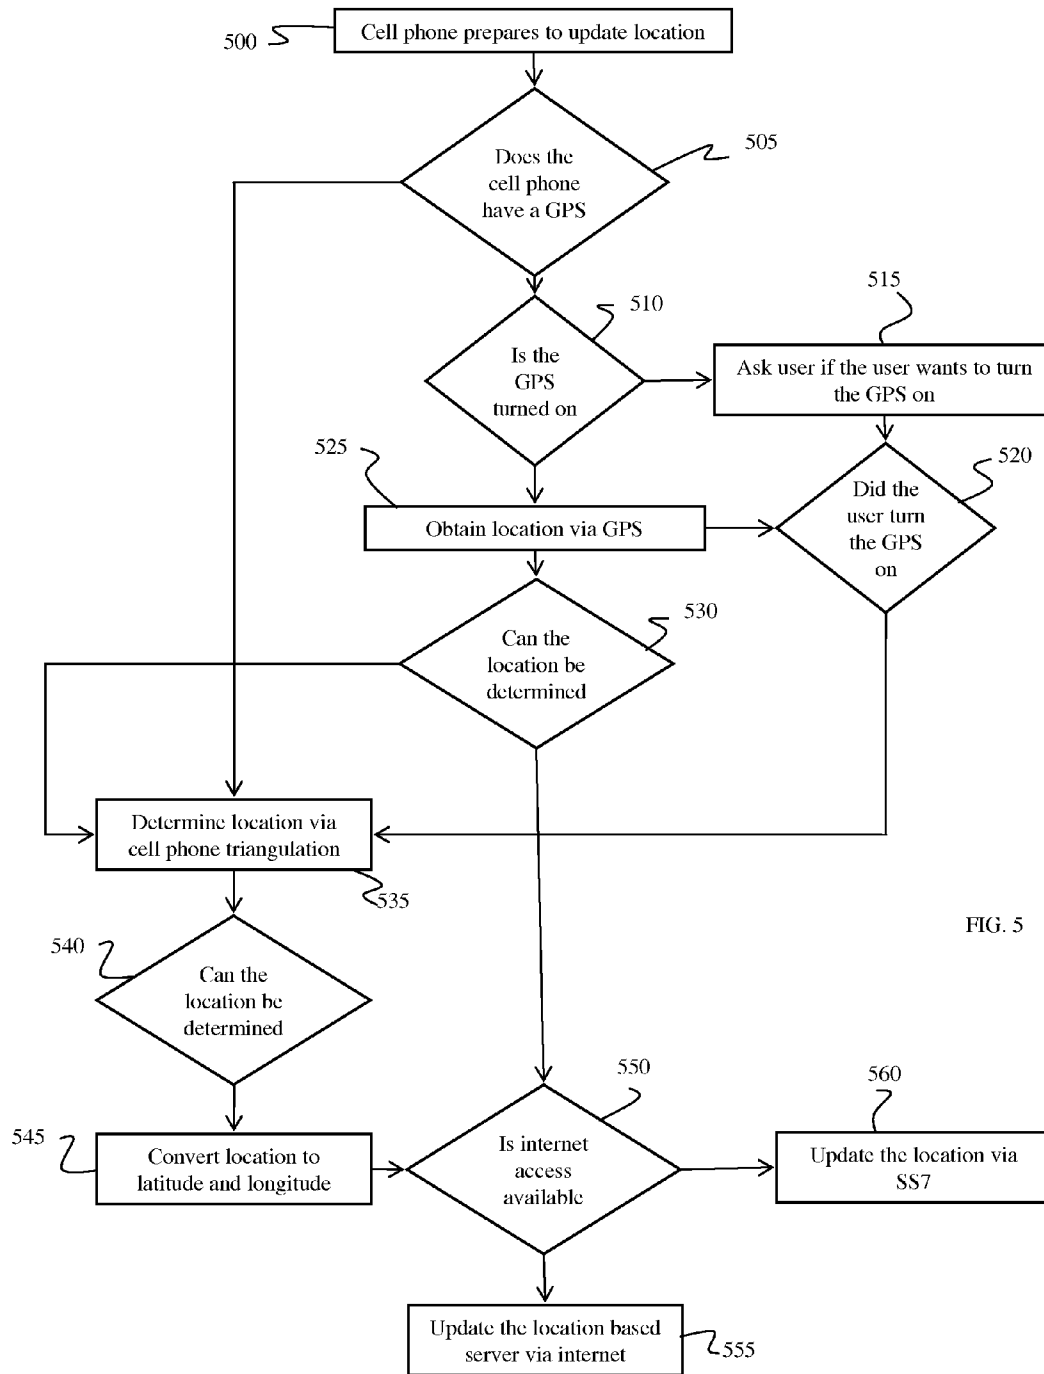 500
Cell phone prepares to update location
505
Does the
cell phone
have a GPS
510
Is the
GPS
turned on
515
Ask user if the user wants to turn
the GPS on
520
Did the
user turn
the GPS
on
525
Obtain location via GPS
530
Can the
location be
determined
Determine location via
cell phone triangulation
535
FIG. 5
540
Can the
location be
determined
545
Convert location to
latitude and longitude
550
Is internet
access
available
560
Update the location via
SS7
Update the location based
server via internet
555